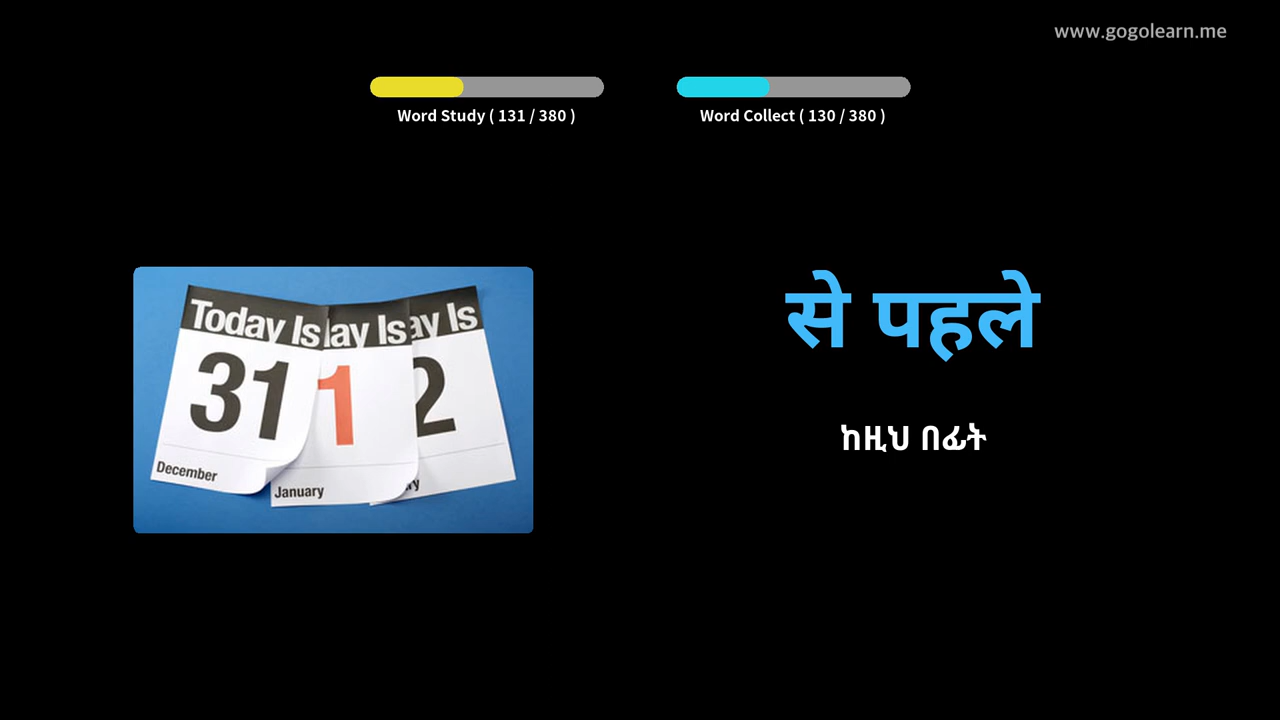 www.gogolearn.me
Word Study ( 131 / 380 )
Word Collect ( 130 / 380 )
Today Is
31
December
ay Is
1
January
ay Is
2
ry
से पहले
ከዚህ በፊት